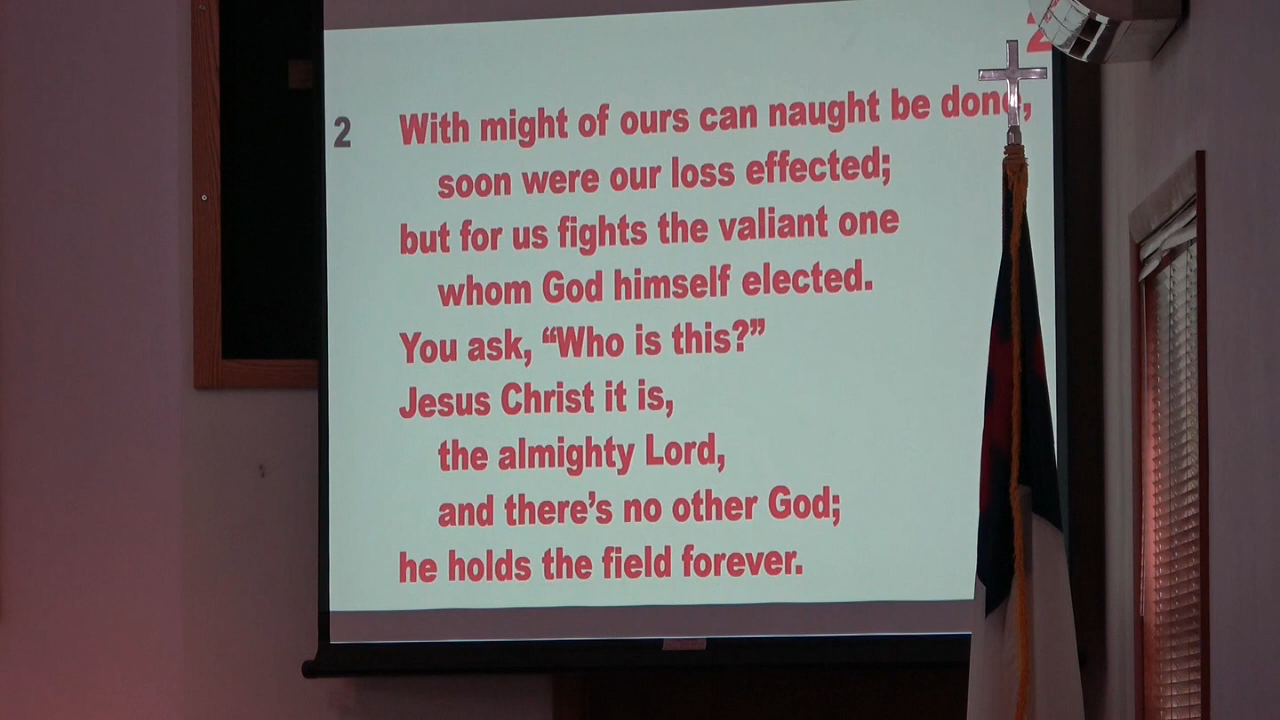 2
2 With might of ours can naught be done,
soon were our loss effected;
but for us fights the valiant one
whom God himself elected.
You ask, “Who is this?”
Jesus Christ it is,
the almighty Lord,
and there’s no other God;
he holds the field forever.